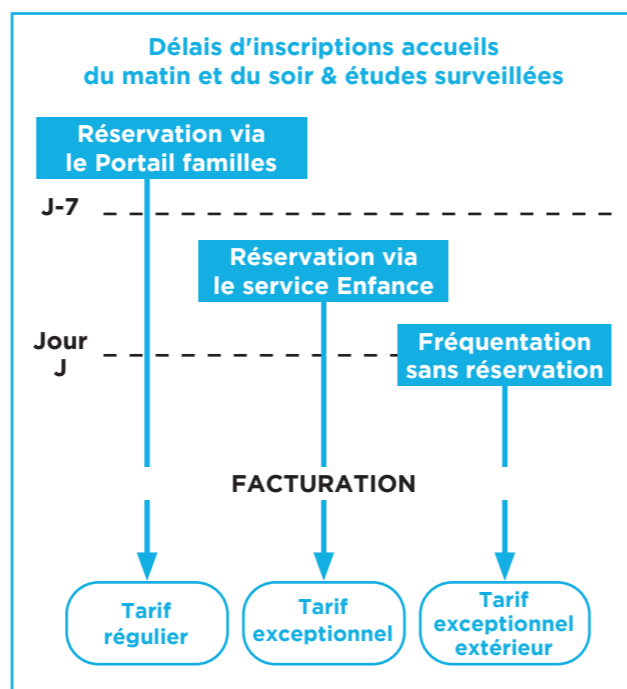 Délais d'inscriptions accueils
du matin et du soir & études surveillées
Réservation via
le Portail familles
J-7
Réservation via
le service Enfance
Jour
J
Fréquentation
sans réservation
FACTURATION
Tarif
régulier
Tarif
exceptionnel
Tarif
exceptionnel
extérieur